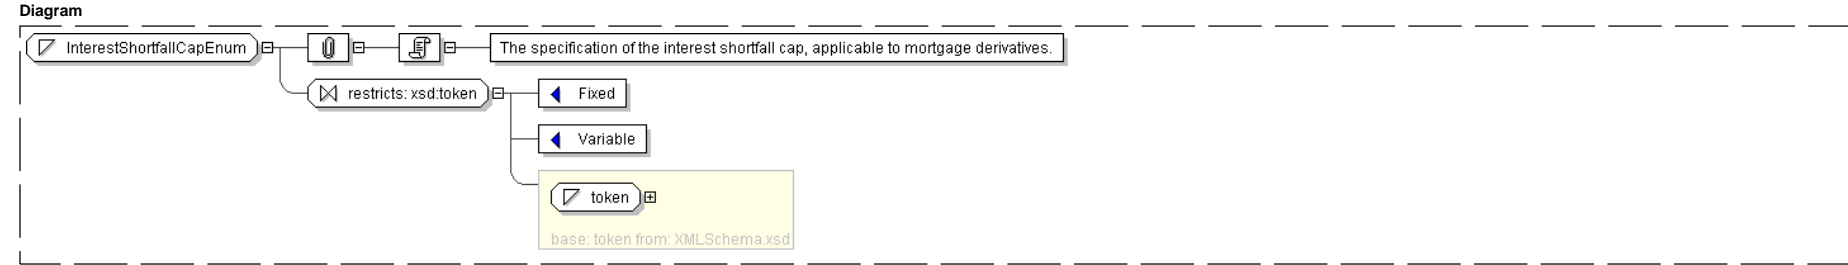 Diagram
InterestShortfallCapEnum
The specification of the interest shortfall cap, applicable to mortgage derivatives.
restricts: xsd:token
Fixed
Variable
token
base: token from: XMLSchema.xsd